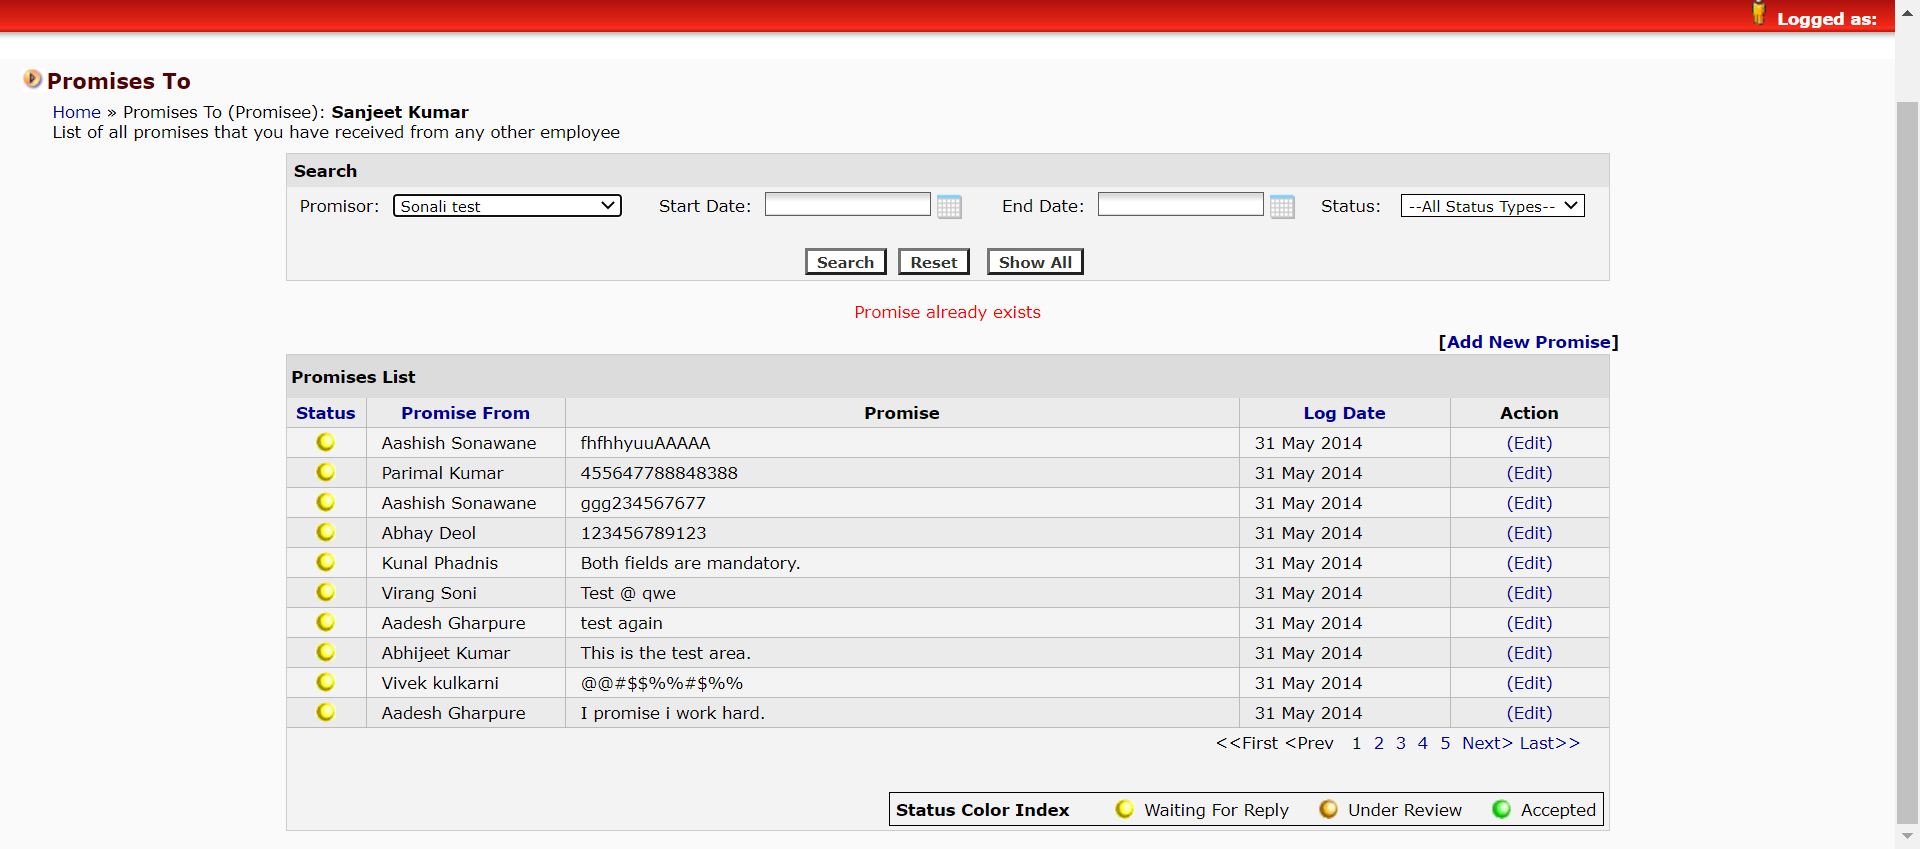 Logged as:
Promises To
Home » Promises To (Promisee): Sanjeet Kumar
List of all promises that you have received from any other employee
Search
Promisor: Sonali test Start Date: End Date: Status: --All Status Types--
Search Reset Show All
Promise already exists
[Add New Promise]
Promises List
Status Promise From Promise Log Date Action
Aashish Sonawane fhfhhyuuAAAAA 31 May 2014 (Edit)
Parimal Kumar 455647788848388 31 May 2014 (Edit)
Aashish Sonawane ggg234567677 31 May 2014 (Edit)
Abhay Deol 123456789123 31 May 2014 (Edit)
Kunal Phadnis Both fields are mandatory. 31 May 2014 (Edit)
Virang Soni Test @ qwe 31 May 2014 (Edit)
Aadesh Gharpure test again 31 May 2014 (Edit)
Abhijeet Kumar This is the test area. 31 May 2014 (Edit)
Vivek kulkarni @@#$$%%#$%% 31 May 2014 (Edit)
Aadesh Gharpure I promise i work hard. 31 May 2014 (Edit)
<<First <Prev 1 2 3 4 5 Next> Last>>
Status Color Index Waiting For Reply Under Review Accepted